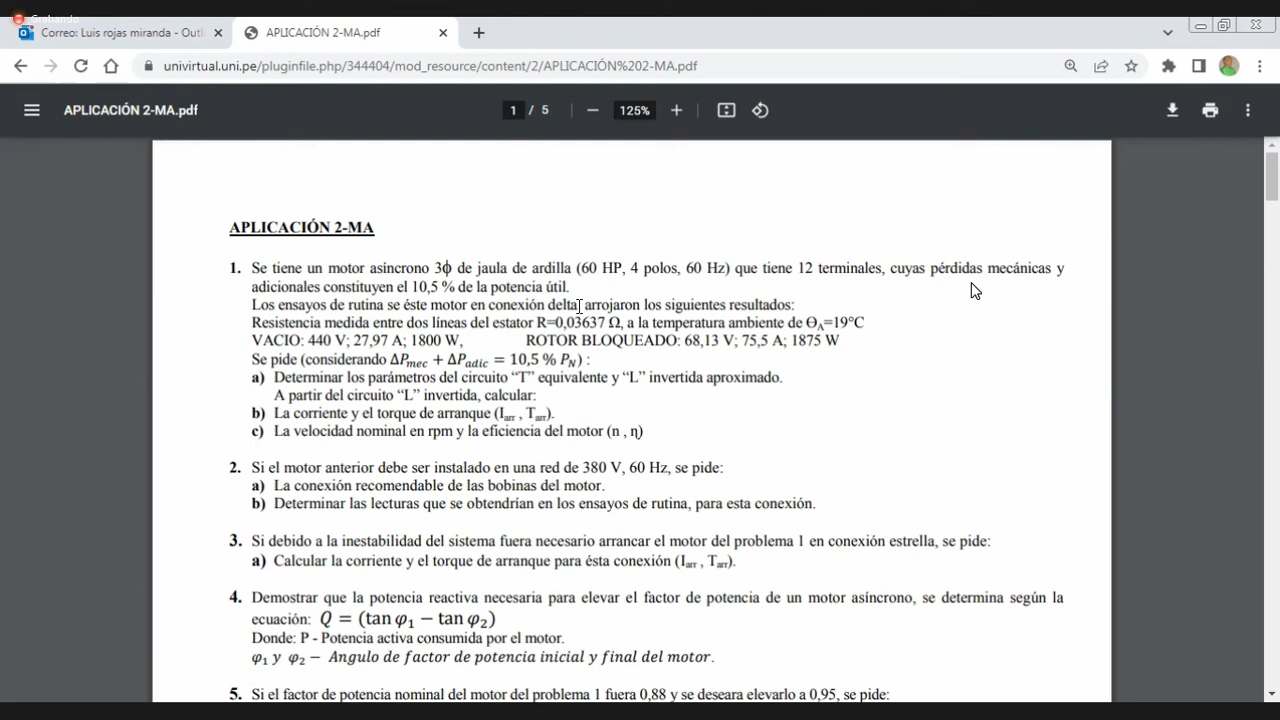 Grabando
Correo: Luis rojas miranda - Outl
APLICACIÓN 2-MA.pdf
univirtual.uni.pe/pluginfile.php/344404/mod_resource/content/2/APLICACIÓN%202-MA.pdf
APLICACIÓN 2-MA.pdf 1 / 5 125%
APLICACIÓN 2-MA
1. Se tiene un motor asíncrono 3ϕ de jaula de ardilla (60 HP, 4 polos, 60 Hz) que tiene 12 terminales, cuyas pérdidas mecánicas y
adicionales constituyen el 10,5 % de la potencia útil.
Los ensayos de rutina se éste motor en conexión delta, arrojaron los siguientes resultados:
Resistencia medida entre dos líneas del estator R=0,03637 Ω, a la temperatura ambiente de ΘA=19°C
VACIO: 440 V; 27,97 A; 1800 W, ROTOR BLOQUEADO: 68,13 V; 75,5 A; 1875 W
Se pide (considerando ΔPmec + ΔPadic = 10,5 % PN) :
a) Determinar los parámetros del circuito “T” equivalente y “L” invertida aproximado.
A partir del circuito “L” invertida, calcular:
b) La corriente y el torque de arranque (Iarr , Tarr).
c) La velocidad nominal en rpm y la eficiencia del motor (n , η)
2. Si el motor anterior debe ser instalado en una red de 380 V, 60 Hz, se pide:
a) La conexión recomendable de las bobinas del motor.
b) Determinar las lecturas que se obtendrían en los ensayos de rutina, para esta conexión.
3. Si debido a la inestabilidad del sistema fuera necesario arrancar el motor del problema 1 en conexión estrella, se pide:
a) Calcular la corriente y el torque de arranque para ésta conexión (Iarr , Tarr).
4. Demostrar que la potencia reactiva necesaria para elevar el factor de potencia de un motor asíncrono, se determina según la
ecuación: Q = (tan φ1 − tan φ2)
Donde: P - Potencia activa consumida por el motor.
φ1 y φ2 − Angulo de factor de potencia inicial y final del motor.
5. Si el factor de potencia nominal del motor del problema 1 fuera 0,88 y se deseara elevarlo a 0,95, se pide: